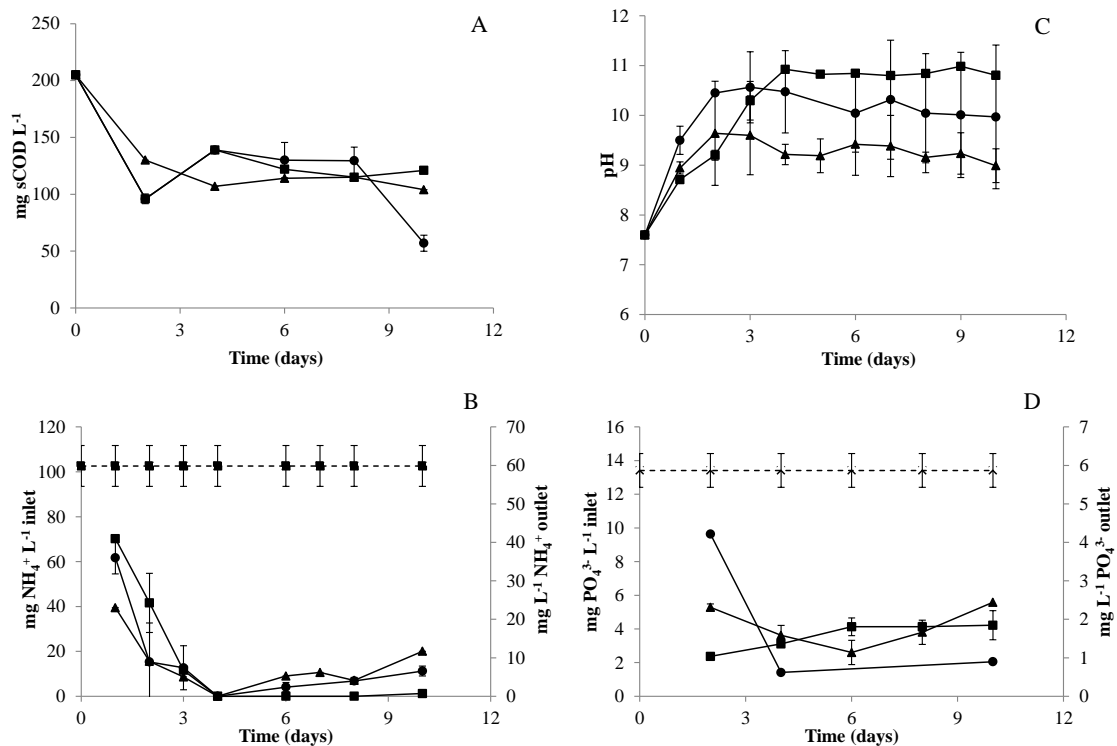 A
250
200
150
100
50
0
mg sCOD L-1
0 3 6 9 12
Time (days)
C
12
11
10
9
8
7
6
pH
0 3 6 9 12
Time (days)
B
120
100
80
60
40
20
0
mg NH4+ L-1 inlet
70
60
50
40
30
20
10
0
mg L-1 NH4+ outlet
0 3 6 9 12
Time (days)
D
16
14
12
10
8
6
4
2
0
mg PO43- L-1 inlet
7
6
5
4
3
2
1
0
mg L-1 PO43- outlet
0 3 6 9 12
Time (days)